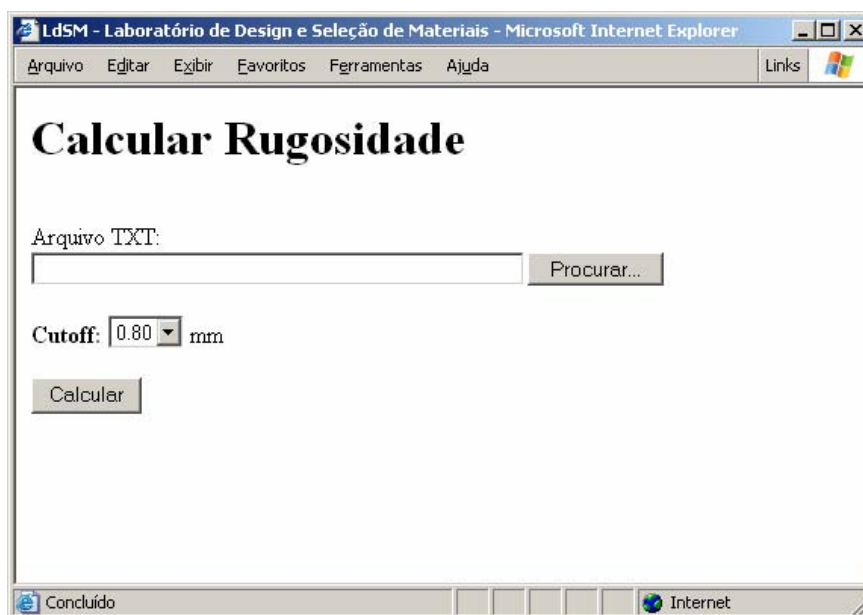 LdSM - Laboratório de Design e Seleção de Materiais - Microsoft Internet Explorer
Arquivo Editar Exibir Favoritos Ferramentas Ajuda Links
Calcular Rugosidade
Arquivo TXT:
Procurar...
Cutoff: 0.80 mm
Calcular
Concluído Internet